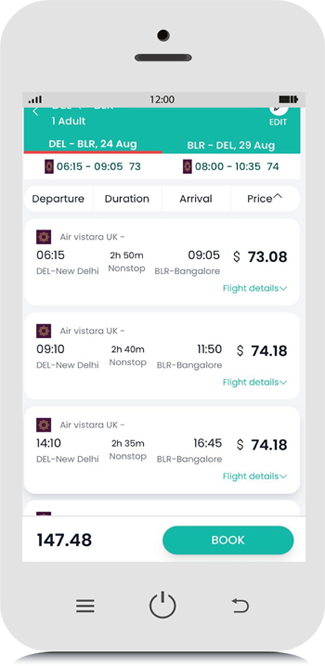 12:00
1 Adult
EDIT
DEL - BLR, 24 Aug
BLR - DEL, 29 Aug
06:15 - 09:05 73
08:00 - 10:35 74
Departure Duration Arrival Price
Air vistara UK -
06:15 2h 50m 09:05 $ 73.08
DEL-New Delhi Nonstop BLR-Bangalore
Flight details
Air vistara UK -
09:10 2h 40m 11:50 $ 74.18
DEL-New Delhi Nonstop BLR-Bangalore
Flight details
Air vistara UK -
14:10 2h 35m 16:45 $ 74.18
DEL-New Delhi Nonstop BLR-Bangalore
Flight details
147.48 BOOK